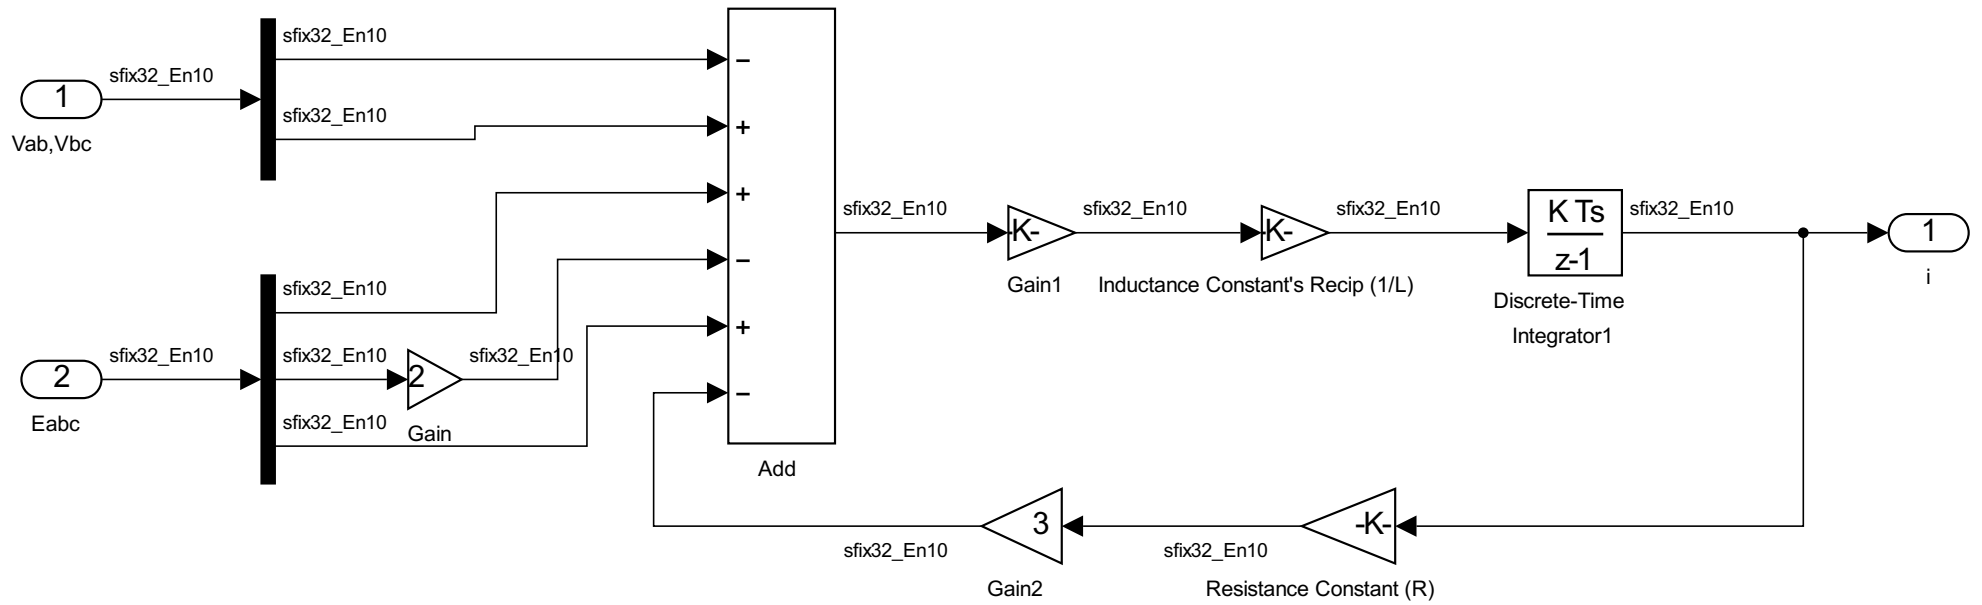 sfix32_En10
sfix32_En10
1
Vab,Vbc
sfix32_En10
−
+
+
−
+
−
Add
sfix32_En10
sfix32_En10
sfix32_En10
2
Eabc
sfix32_En10
2
Gain
sfix32_En10
sfix32_En10
sfix32_En10
-K-
Gain1
sfix32_En10
-K-
Inductance Constant's Recip (1/L)
sfix32_En10
K Ts
z-1
Discrete-Time
Integrator1
sfix32_En10
1
i
3
Gain2
sfix32_En10
sfix32_En10
-K-
Resistance Constant (R)